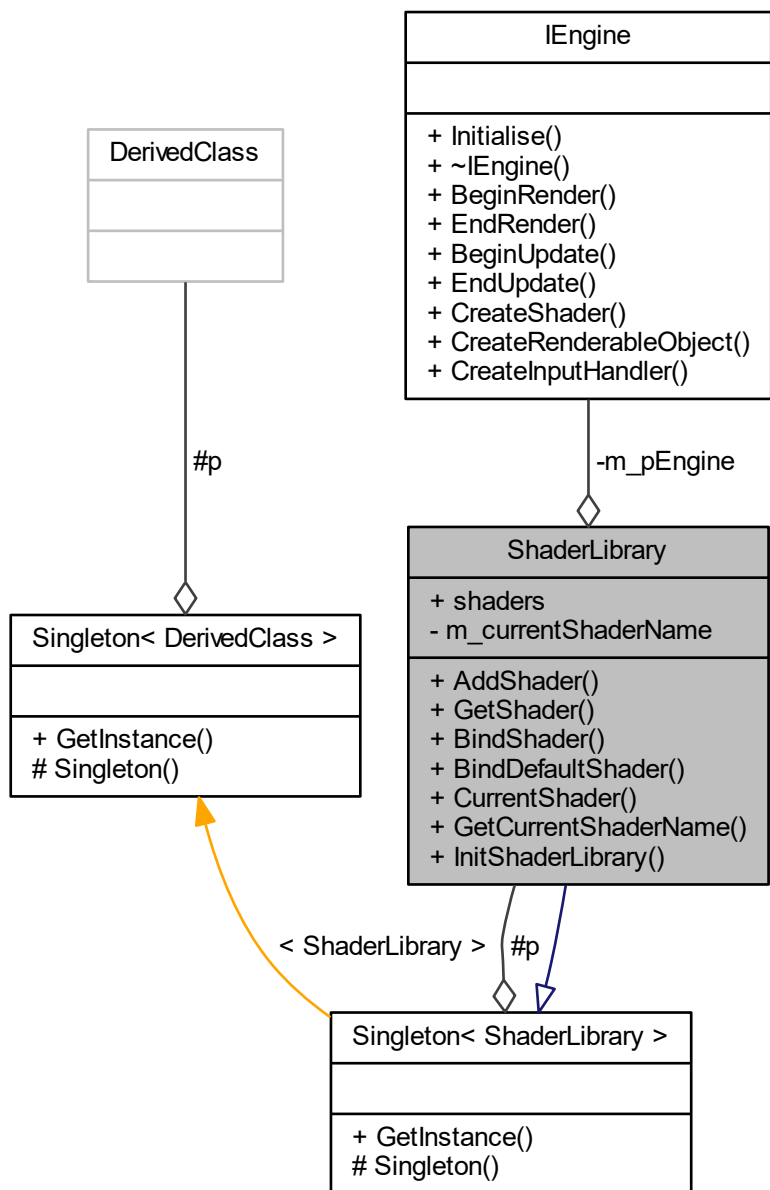 IEngine
+ Initialise()
+ ~IEngine()
+ BeginRender()
+ EndRender()
+ BeginUpdate()
+ EndUpdate()
+ CreateShader()
+ CreateRenderableObject()
+ CreateInputHandler()
DerivedClass
#p
-m_pEngine
ShaderLibrary
+ shaders
- m_currentShaderName
+ AddShader()
+ GetShader()
+ BindShader()
+ BindDefaultShader()
+ CurrentShader()
+ GetCurrentShaderName()
+ InitShaderLibrary()
Singleton< DerivedClass >
+ GetInstance()
# Singleton()
< ShaderLibrary >
#p
Singleton< ShaderLibrary >
+ GetInstance()
# Singleton()